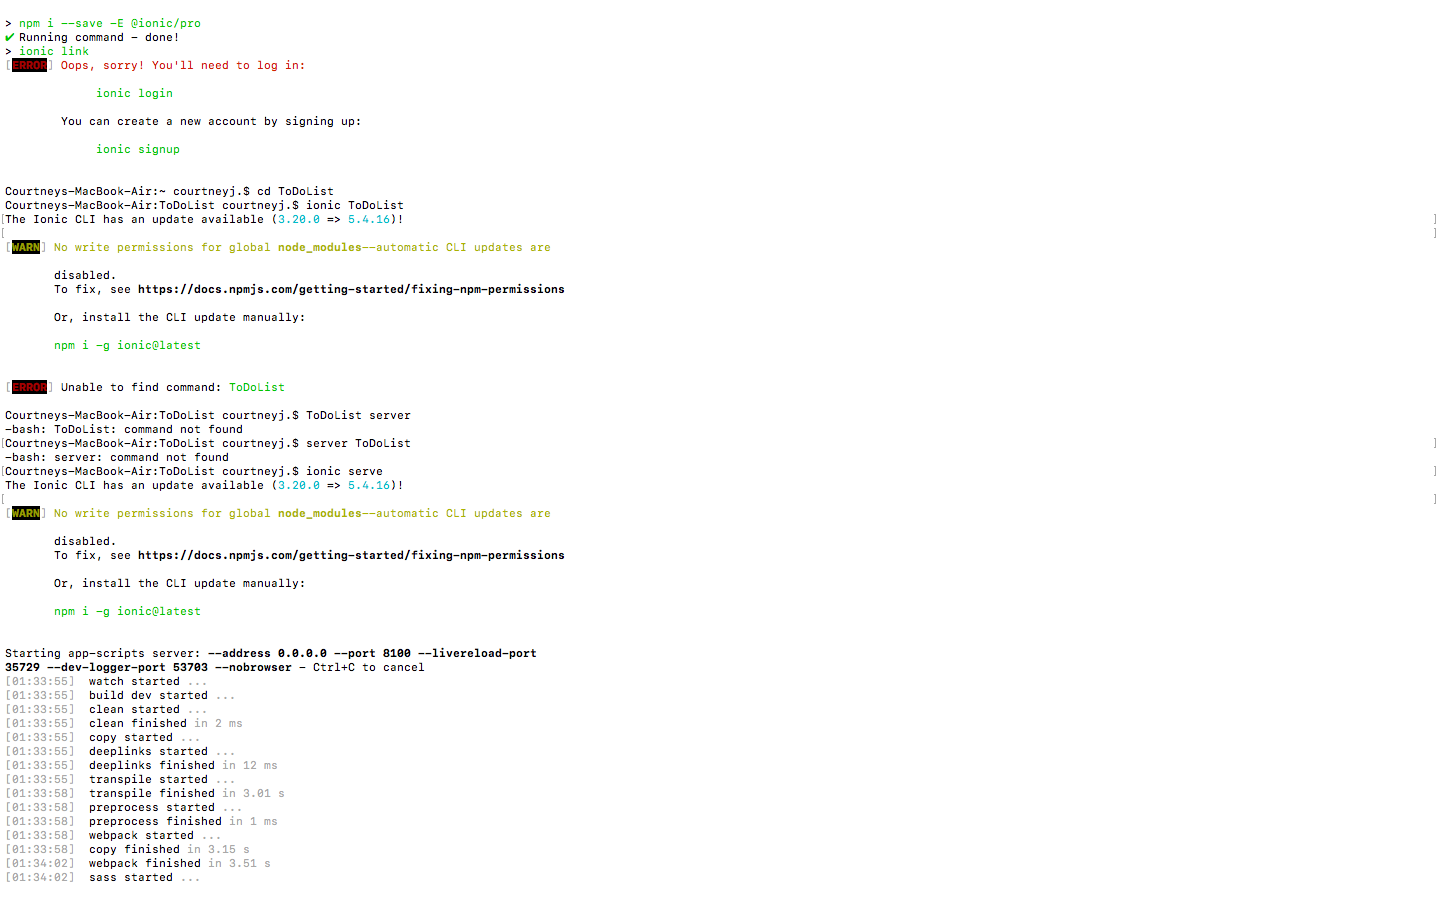 > npm i --save -E @ionic/pro
✔ Running command - done!
> ionic link
[ERROR] Oops, sorry! You'll need to log in:
ionic login
You can create a new account by signing up:
ionic signup
Courtneys-MacBook-Air:~ courtneyj.$ cd ToDoList
Courtneys-MacBook-Air:ToDoList courtneyj.$ ionic ToDoList
[The Ionic CLI has an update available (3.20.0 => 5.4.16)! ]
[ ]
[WARN] No write permissions for global node_modules--automatic CLI updates are
disabled.
To fix, see https://docs.npmjs.com/getting-started/fixing-npm-permissions
Or, install the CLI update manually:
npm i -g ionic@latest
[ERROR] Unable to find command: ToDoList
Courtneys-MacBook-Air:ToDoList courtneyj.$ ToDoList server
-bash: ToDoList: command not found
[Courtneys-MacBook-Air:ToDoList courtneyj.$ server ToDoList ]
-bash: server: command not found
[Courtneys-MacBook-Air:ToDoList courtneyj.$ ionic serve ]
The Ionic CLI has an update available (3.20.0 => 5.4.16)!
[ ]
[WARN] No write permissions for global node_modules--automatic CLI updates are
disabled.
To fix, see https://docs.npmjs.com/getting-started/fixing-npm-permissions
Or, install the CLI update manually:
npm i -g ionic@latest
Starting app-scripts server: --address 0.0.0.0 --port 8100 --livereload-port
35729 --dev-logger-port 53703 --nobrowser - Ctrl+C to cancel
[01:33:55] watch started ...
[01:33:55] build dev started ...
[01:33:55] clean started ...
[01:33:55] clean finished in 2 ms
[01:33:55] copy started ...
[01:33:55] deeplinks started ...
[01:33:55] deeplinks finished in 12 ms
[01:33:55] transpile started ...
[01:33:58] transpile finished in 3.01 s
[01:33:58] preprocess started ...
[01:33:58] preprocess finished in 1 ms
[01:33:58] webpack started ...
[01:33:58] copy finished in 3.15 s
[01:34:02] webpack finished in 3.51 s
[01:34:02] sass started ...